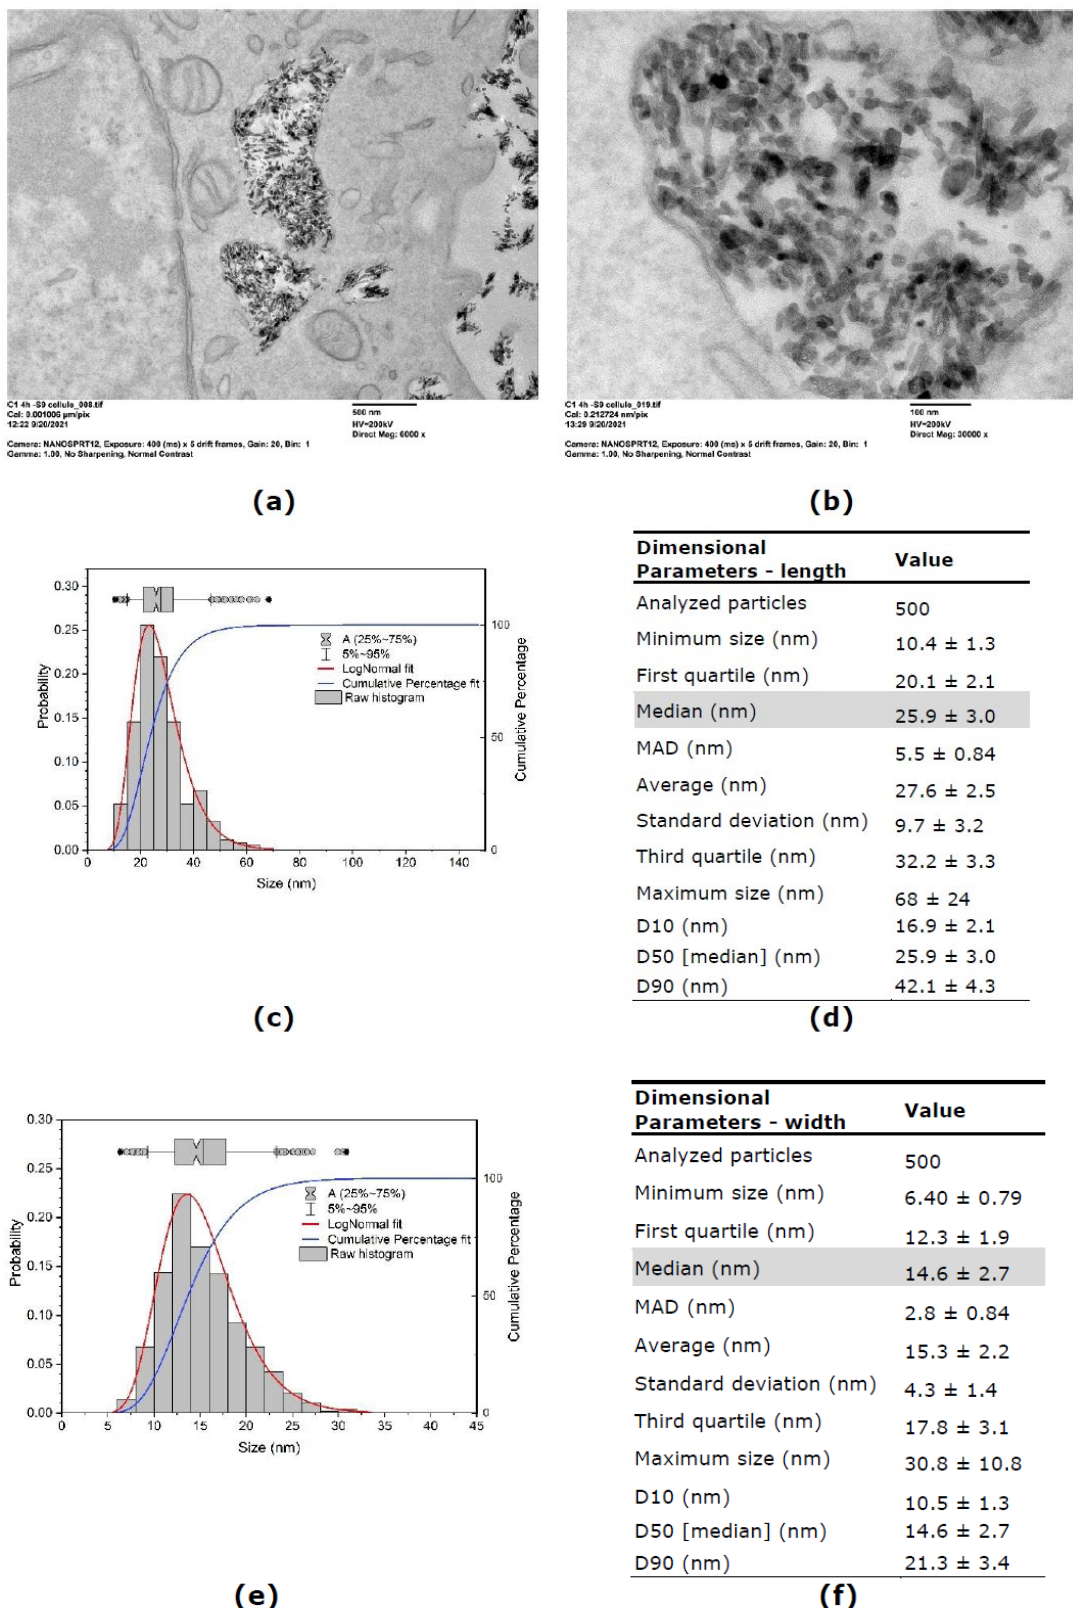 C1 4h -S9 cellule_008.tif
Cal: 0.001006 µm/pix
12:22 9/20/2021
Camera: NANOSPRT12, Exposure: 400 (ms) x 5 drift frames, Gain: 20, Bin: 1
Gamma: 1.00, No Sharpening, Normal Contrast
500 nm
HV=200kV
Direct Mag: 6000 x
(a)
C1 4h -S9 cellule_019.tif
Cal: 0.212724 nm/pix
13:29 9/20/2021
Camera: NANOSPRT12, Exposure: 400 (ms) x 5 drift frames, Gain: 20, Bin: 1
Gamma: 1.00, No Sharpening, Normal Contrast
100 nm
HV=200kV
Direct Mag: 30000 x
(b)
0.30
0.25
0.20
0.15
0.10
0.05
0.00
Probability
A (25%~75%)
5%~95%
LogNormal fit
Cumulative Percentage fit
Raw histogram
100
50
0
Cumulative Percentage
0 20 40 60 80 100 120 140
Size (nm)
(c)
Dimensional Parameters - length Value
Analyzed particles 500
Minimum size (nm) 10.4 ± 1.3
First quartile (nm) 20.1 ± 2.1
Median (nm) 25.9 ± 3.0
MAD (nm) 5.5 ± 0.84
Average (nm) 27.6 ± 2.5
Standard deviation (nm) 9.7 ± 3.2
Third quartile (nm) 32.2 ± 3.3
Maximum size (nm) 68 ± 24
D10 (nm) 16.9 ± 2.1
D50 [median] (nm) 25.9 ± 3.0
D90 (nm) 42.1 ± 4.3
(d)
0.30
0.25
0.20
0.15
0.10
0.05
0.00
Probability
A (25%~75%)
5%~95%
LogNormal fit
Cumulative Percentage fit
Raw histogram
100
50
0
Cumulative Percentage
0 5 10 15 20 25 30 35 40 45
Size (nm)
(e)
Dimensional Parameters - width Value
Analyzed particles 500
Minimum size (nm) 6.40 ± 0.79
First quartile (nm) 12.3 ± 1.9
Median (nm) 14.6 ± 2.7
MAD (nm) 2.8 ± 0.84
Average (nm) 15.3 ± 2.2
Standard deviation (nm) 4.3 ± 1.4
Third quartile (nm) 17.8 ± 3.1
Maximum size (nm) 30.8 ± 10.8
D10 (nm) 10.5 ± 1.3
D50 [median] (nm) 14.6 ± 2.7
D90 (nm) 21.3 ± 3.4
(f)